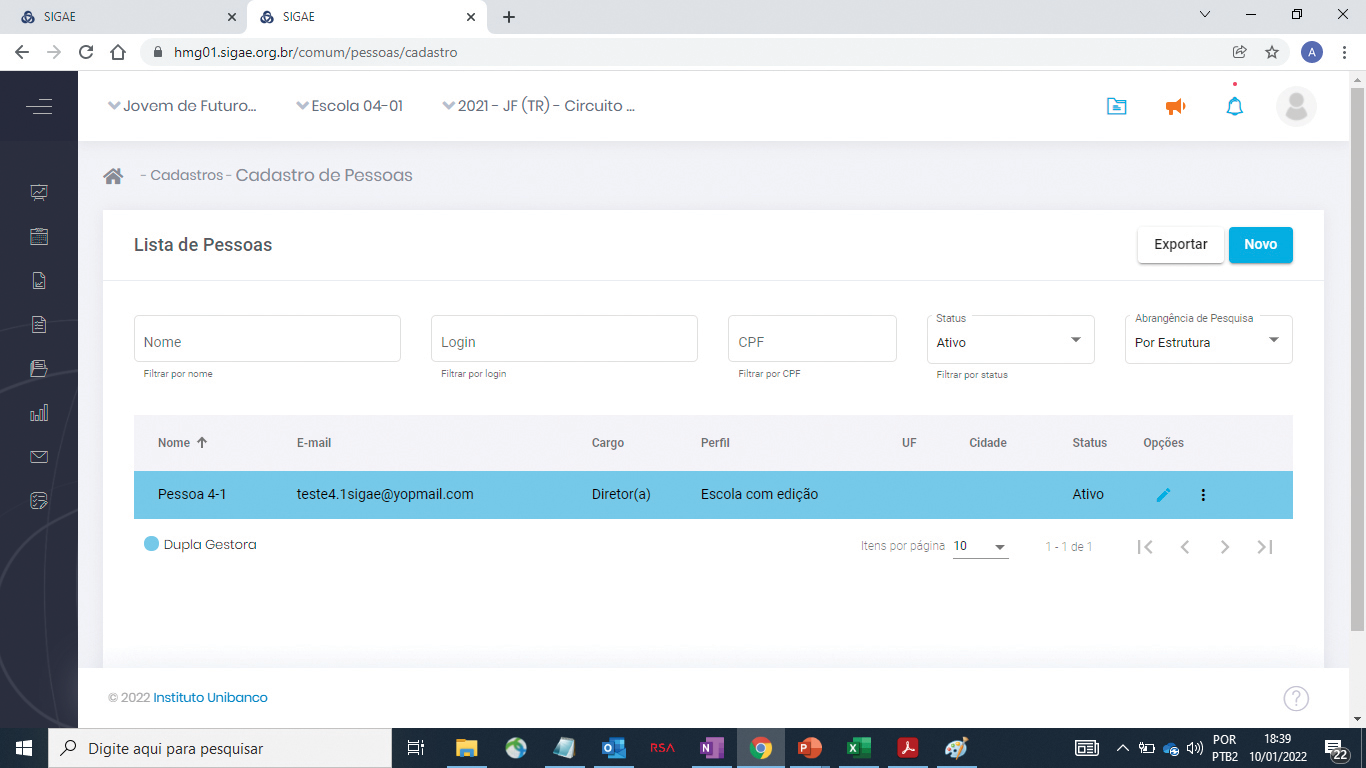 SIGAE
SIGAE
hmg01.sigae.org.br/comum/pessoas/cadastro
A
Jovem de Futuro...
Escola 04-01
2021 - JF (TR) - Circuito ...
- Cadastros - Cadastro de Pessoas
Lista de Pessoas
Exportar
Novo
Status
Abrangência de Pesquisa
Nome
Login
CPF
Ativo
Por Estrutura
Filtrar por nome
Filtrar por login
Filtrar por CPF
Filtrar por status
Nome
E-mail
Cargo
Perfil
UF
Cidade
Status
Opções
Pessoa 4-1
teste4.1sigae@yopmail.com
Diretor(a)
Escola com edição
Ativo
Dupla Gestora
Itens por página
10
1 - 1 de 1
© 2022 Instituto Unibanco
?
Digite aqui para pesquisar
RSA
POR
PTB2
18:39
10/01/2022
22